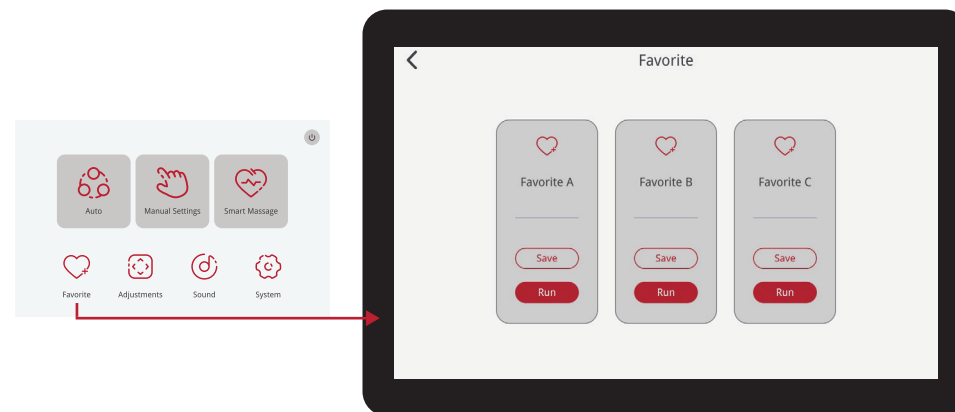 Auto
Manual Settings
Smart Massage
Favorite
Adjustments
Sound
System
Favorite
Favorite A
Favorite B
Favorite C
Save
Save
Save
Run
Run
Run